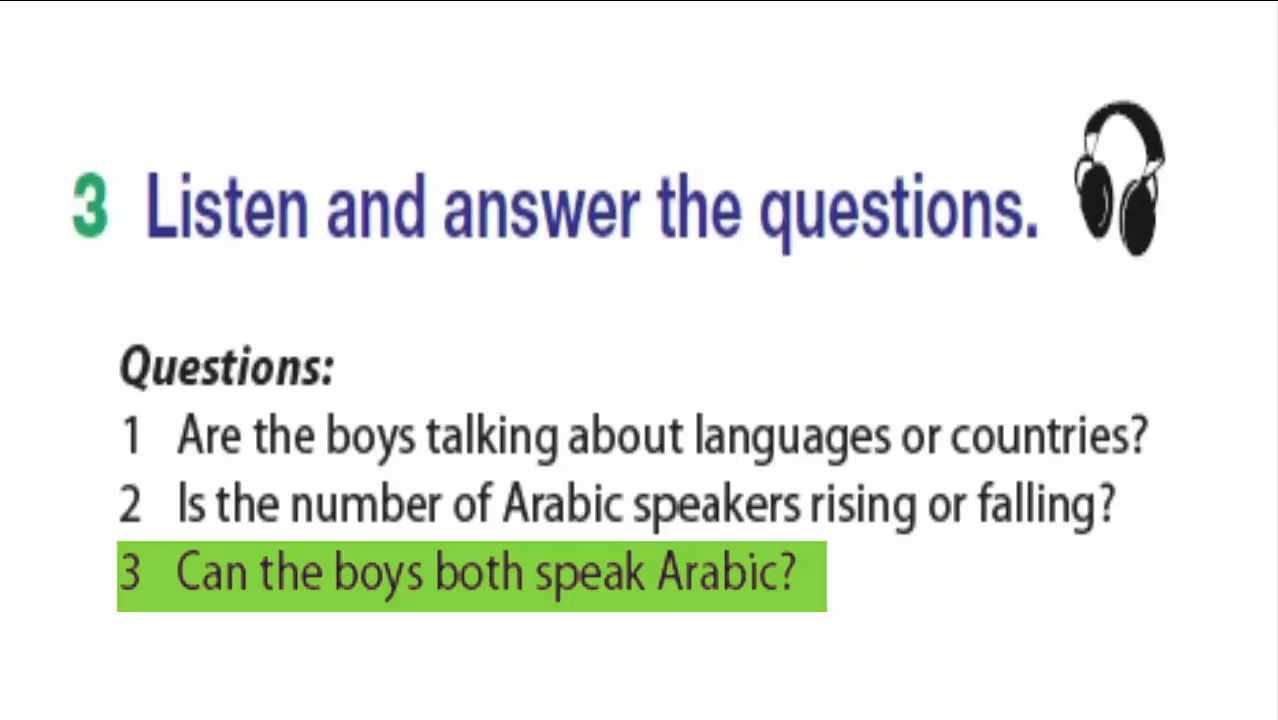 3 Listen and answer the questions.
Questions:
1 Are the boys talking about languages or countries?
2 Is the number of Arabic speakers rising or falling?
3 Can the boys both speak Arabic?